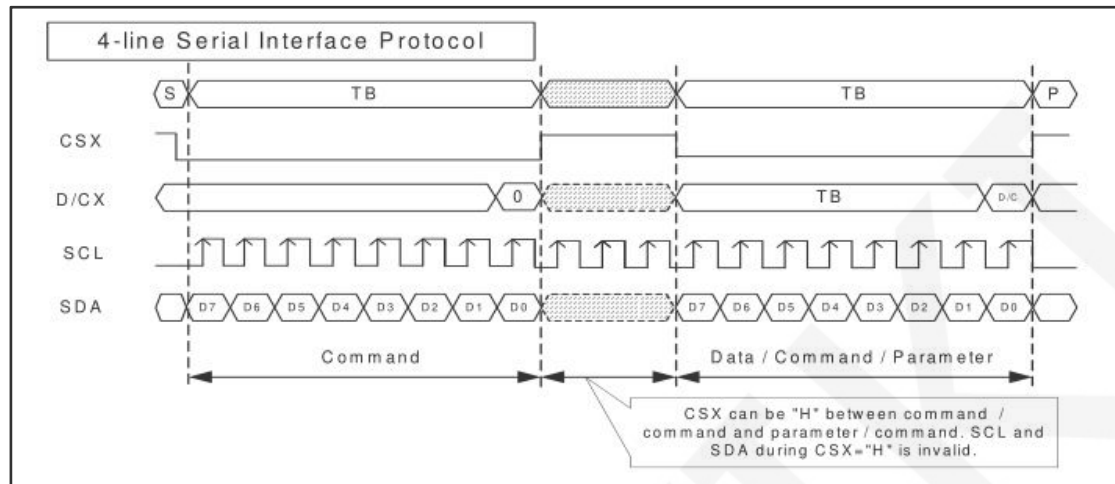 4-line Serial Interface Protocol
S TB TB P
CSX
D/CX 0 TB D/C
SCL
SDA D7 D6 D5 D4 D3 D2 D1 D0 D7 D6 D5 D4 D3 D2 D1 D0
Command Data / Command / Parameter
CSX can be "H" between command /
command and parameter / command. SCL and
SDA during CSX="H" is invalid.